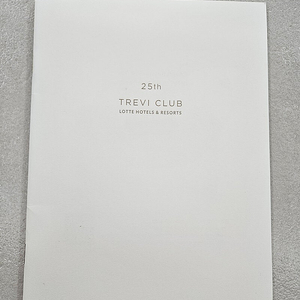 25th
TREVI CLUB
LOTTE HOTELS & RESORTS